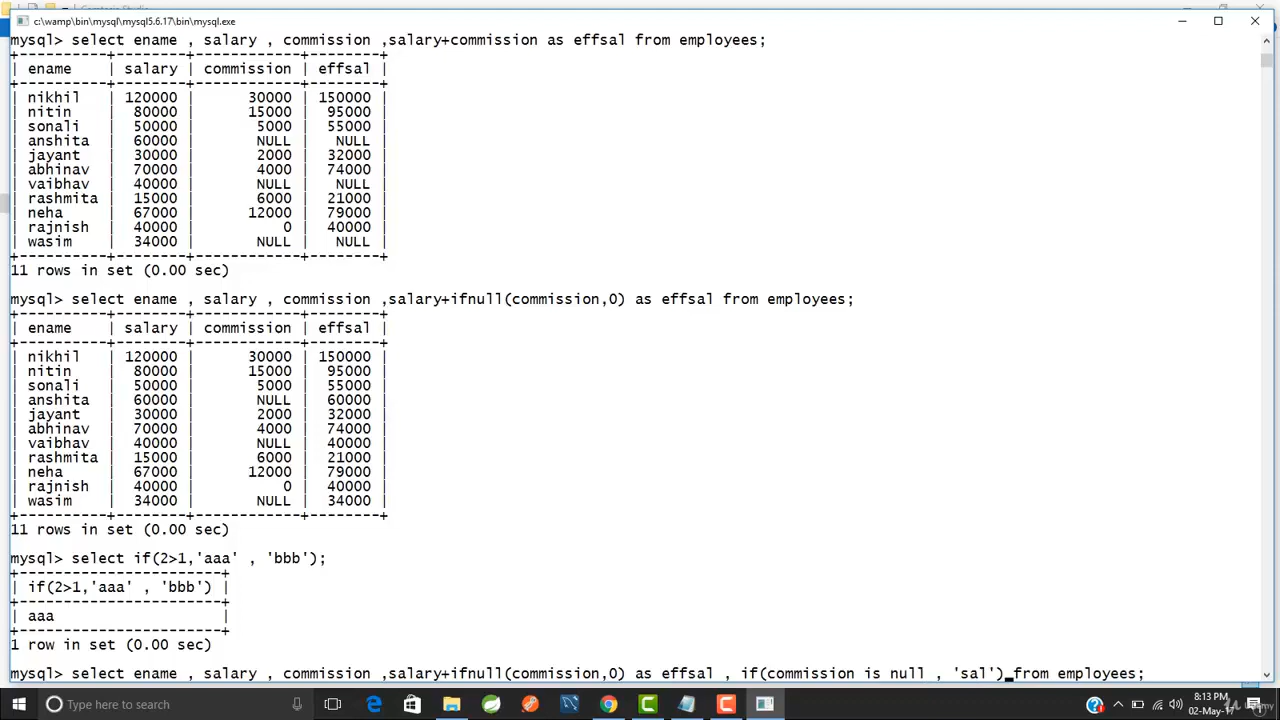 c:\wamp\bin\mysql\mysql5.6.17\bin\mysql.exe
mysql> select ename , salary , commission ,salary+commission as effsal from employees;
+----------+--------+------------+--------+
| ename    | salary | commission | effsal |
+----------+--------+------------+--------+
| nikhil   | 120000 |      30000 | 150000 |
| nitin    |  80000 |      15000 |  95000 |
| sonali   |  50000 |       5000 |  55000 |
| anshita  |  60000 |       NULL |   NULL |
| jayant   |  30000 |       2000 |  32000 |
| abhinav  |  70000 |       4000 |  74000 |
| vaibhav  |  40000 |       NULL |   NULL |
| rashmita |  15000 |       6000 |  21000 |
| neha     |  67000 |      12000 |  79000 |
| rajnish  |  40000 |          0 |  40000 |
| wasim    |  34000 |       NULL |   NULL |
+----------+--------+------------+--------+
11 rows in set (0.00 sec)
mysql> select ename , salary , commission ,salary+ifnull(commission,0) as effsal from employees;
+----------+--------+------------+--------+
| ename    | salary | commission | effsal |
+----------+--------+------------+--------+
| nikhil   | 120000 |      30000 | 150000 |
| nitin    |  80000 |      15000 |  95000 |
| sonali   |  50000 |       5000 |  55000 |
| anshita  |  60000 |       NULL |  60000 |
| jayant   |  30000 |       2000 |  32000 |
| abhinav  |  70000 |       4000 |  74000 |
| vaibhav  |  40000 |       NULL |  40000 |
| rashmita |  15000 |       6000 |  21000 |
| neha     |  67000 |      12000 |  79000 |
| rajnish  |  40000 |          0 |  40000 |
| wasim    |  34000 |       NULL |  34000 |
+----------+--------+------------+--------+
11 rows in set (0.00 sec)
mysql> select if(2>1,'aaa' , 'bbb');
+-----------------------+
| if(2>1,'aaa' , 'bbb') |
+-----------------------+
| aaa                   |
+-----------------------+
1 row in set (0.00 sec)
mysql> select ename , salary , commission ,salary+ifnull(commission,0) as effsal , if(commission is null , 'sal') from employees;
Type here to search
8:13 PM
02-May-17